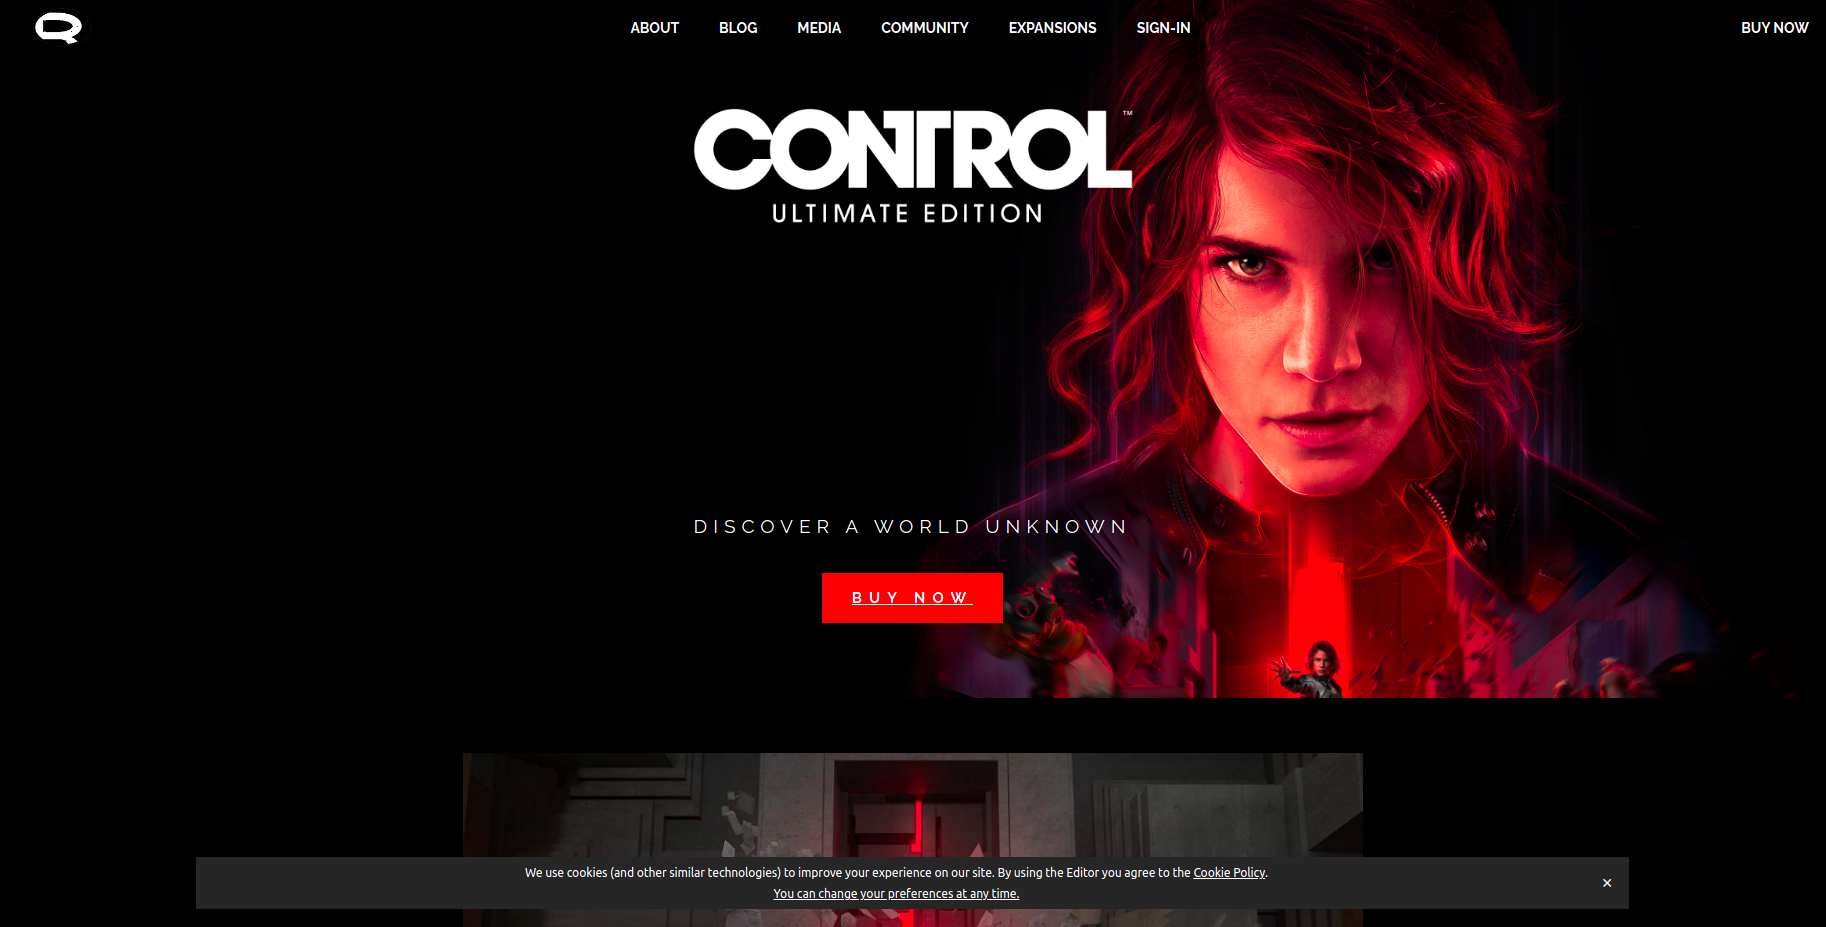 ABOUT BLOG MEDIA COMMUNITY EXPANSIONS SIGN-IN BUY NOW
CONTROL™
ULTIMATE EDITION
DISCOVER A WORLD UNKNOWN
BUY NOW
We use cookies (and other similar technologies) to improve your experience on our site. By using the Editor you agree to the Cookie Policy.
You can change your preferences at any time.
×